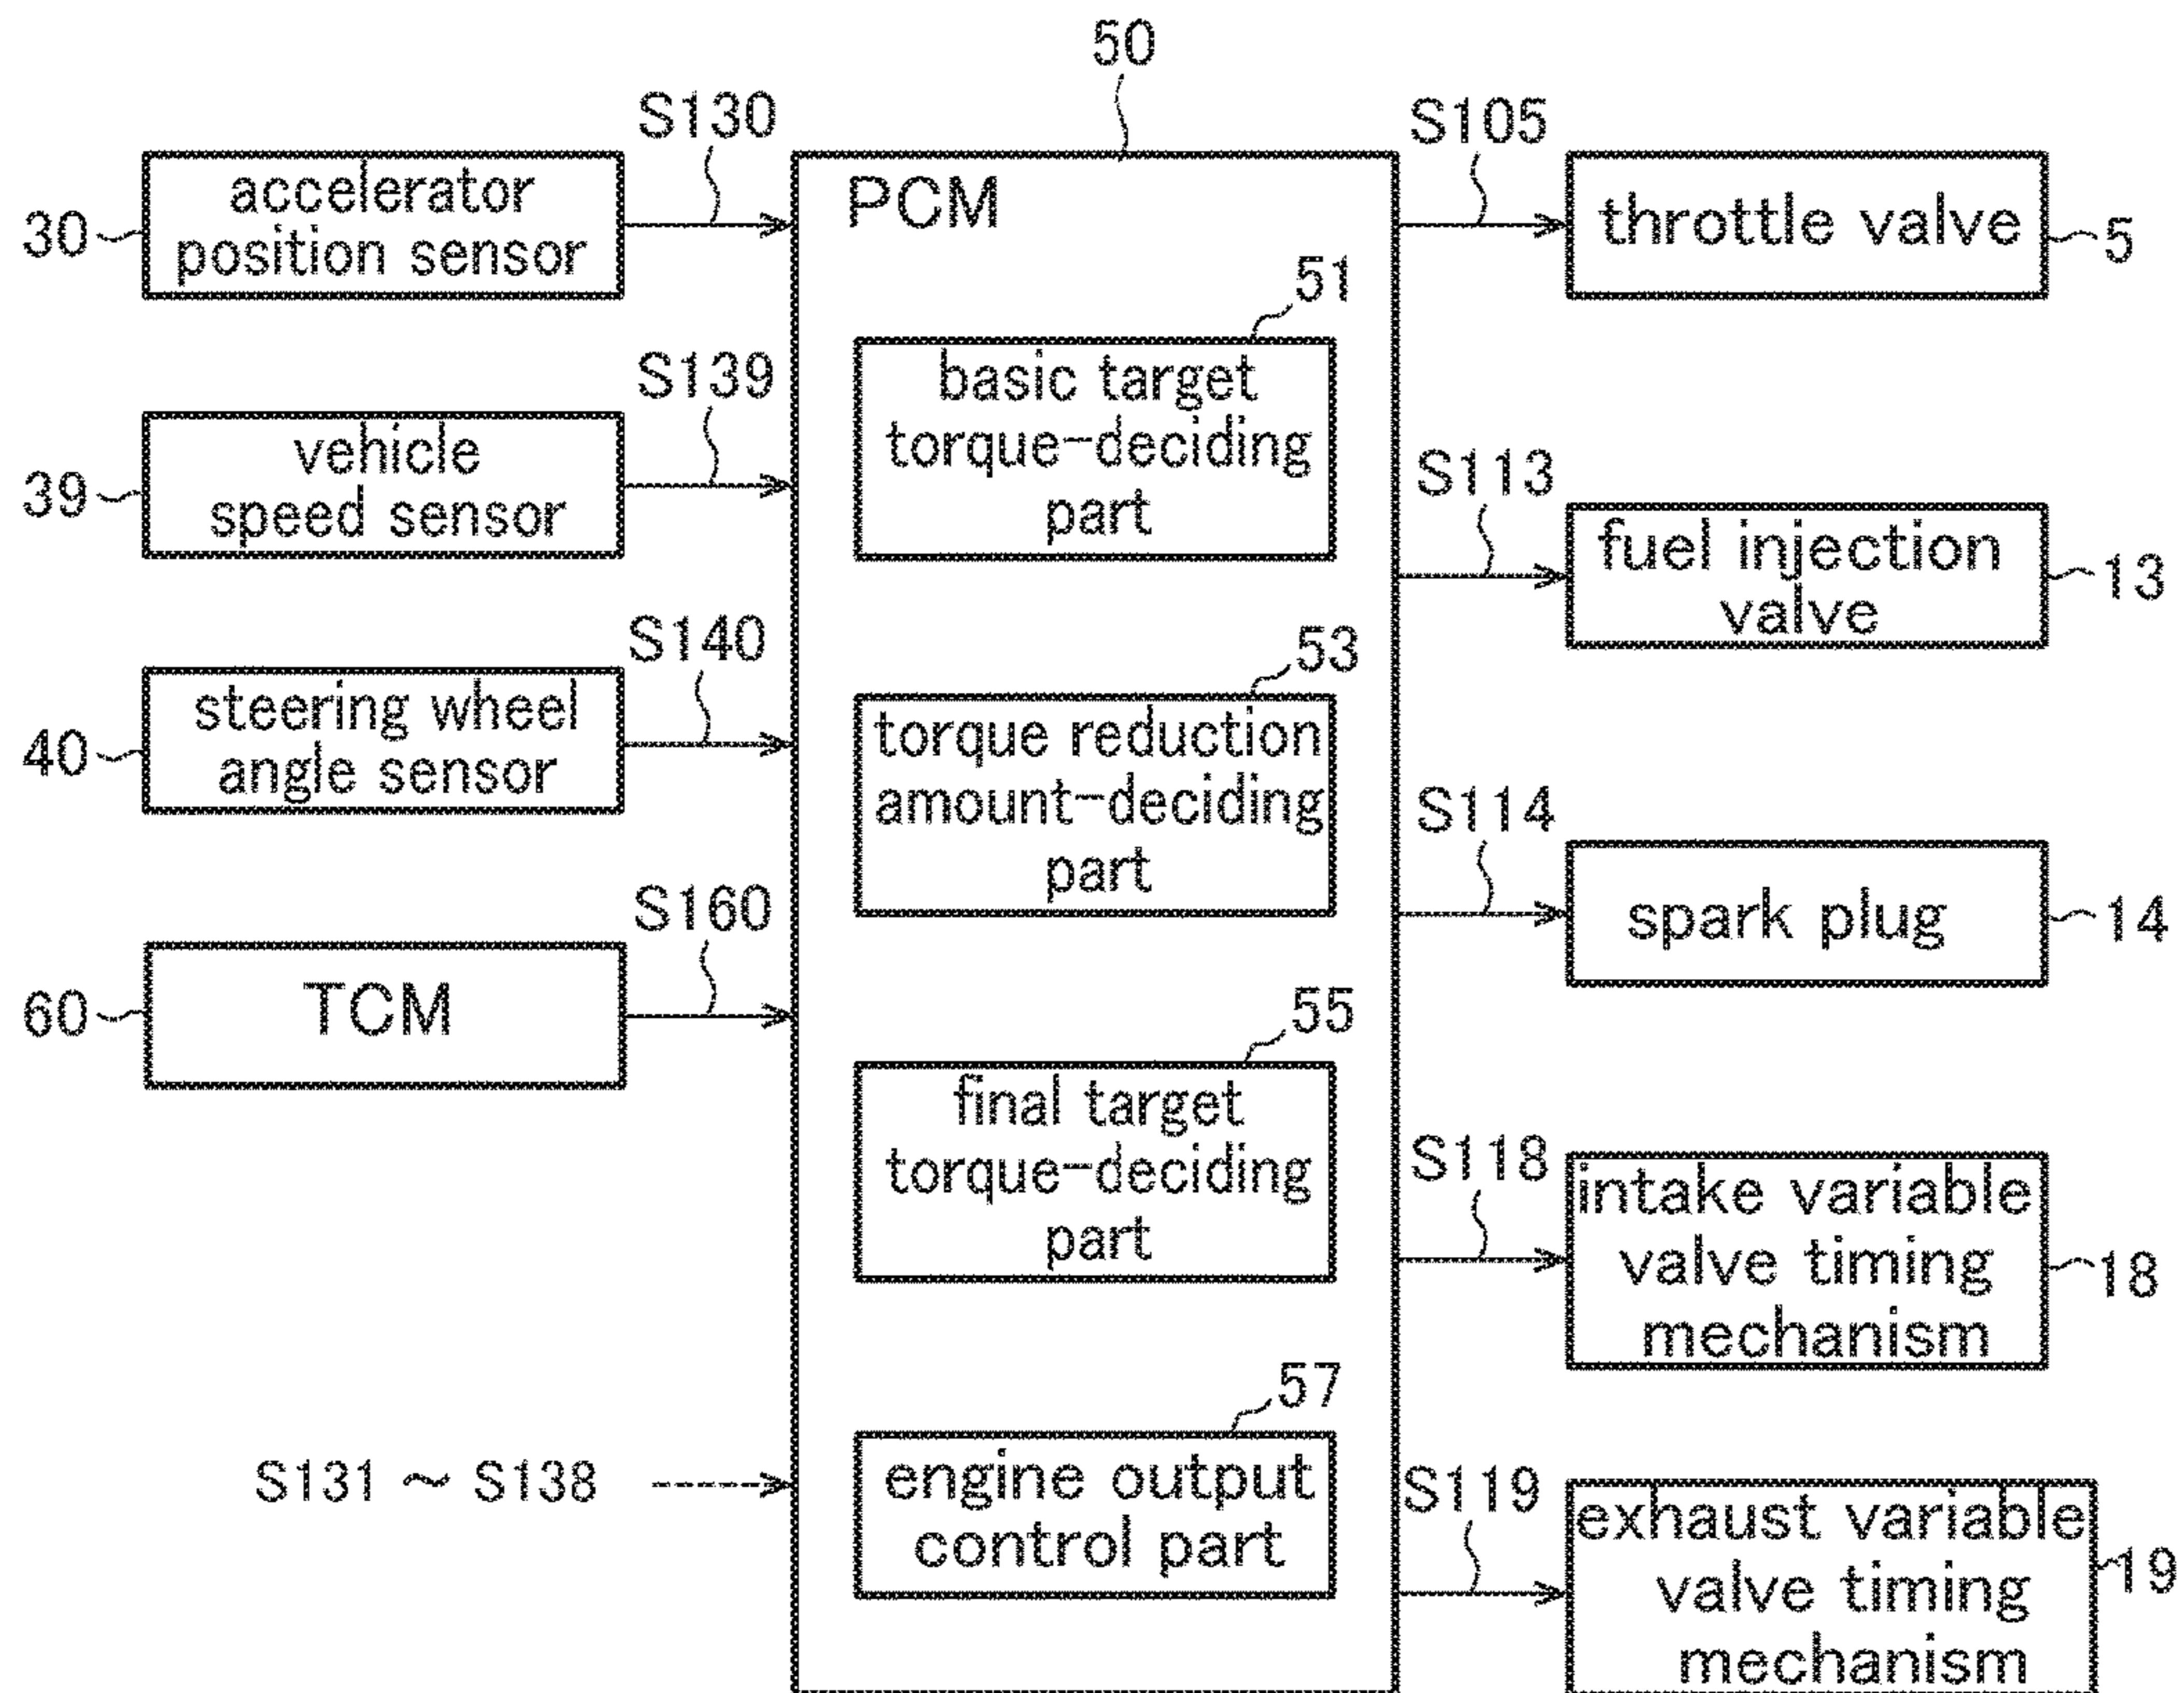 50
S130
S105
accelerator
position sensor
30
PCM
throttle valve
5
51
S139
basic target
torque-deciding
part
vehicle
speed sensor
39
S113
fuel injection
valve
13
S140
53
steering wheel
angle sensor
40
torque reduction
amount-deciding
part
S114
spark plug
14
S160
TCM
60
55
final target
torque-deciding
part
S118
intake variable
valve timing
mechanism
18
57
S131 ~ S138
engine output
control part
S119
exhaust variable
valve timing
mechanism
19